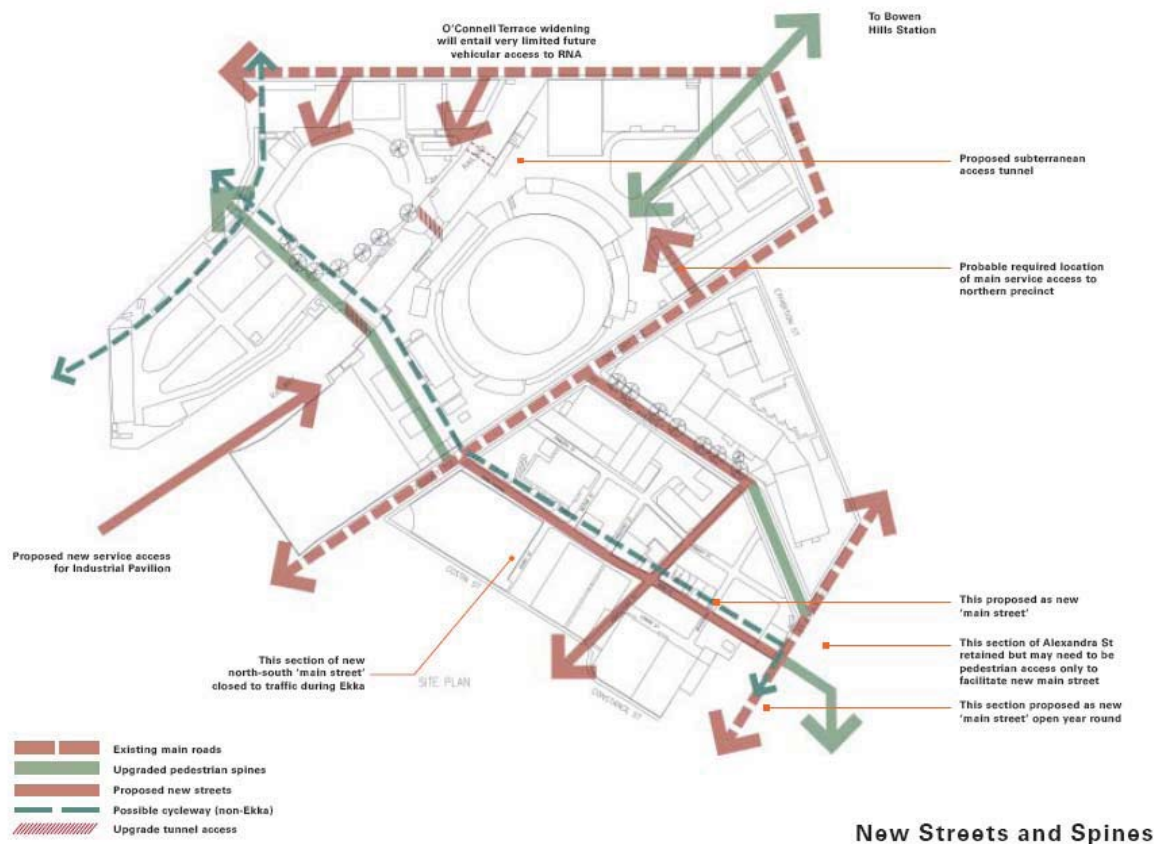 O'Connell Terrace widening
will entail very limited future
vehicular access to RNA
To Bowen
Hills Station
Proposed subterranean
access tunnel
Probable required location
of main service access to
northern precinct
COSTIN ST
CONSTANCE ST
SITE PLAN
Proposed new service access
for Industrial Pavilion
This section of new
north-south 'main street'
closed to traffic during Ekka
This proposed as new
'main street'
This section of Alexandra St
retained but may need to be
pedestrian access only to
facilitate new main street
This section proposed as new
'main street' open year round
Existing main roads
Upgraded pedestrian spines
Proposed new streets
Possible cycleway (non-Ekka)
Upgrade tunnel access
New Streets and Spines